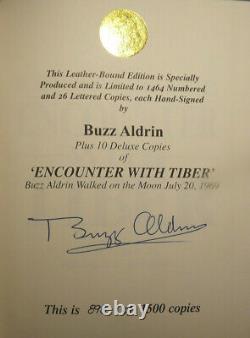 This Leather-Bound Edition is Specially
Produced and is Limited to 1464 Numbered
and 26 Lettered Copies, each Hand-Signed
by
Buzz Aldrin
Plus 10 Deluxe Copies
of
'ENCOUNTER WITH TIBER'
Buzz Aldrin Walked on the Moon July 20, 1969
Buzz Aldrin
This is 1500 copies